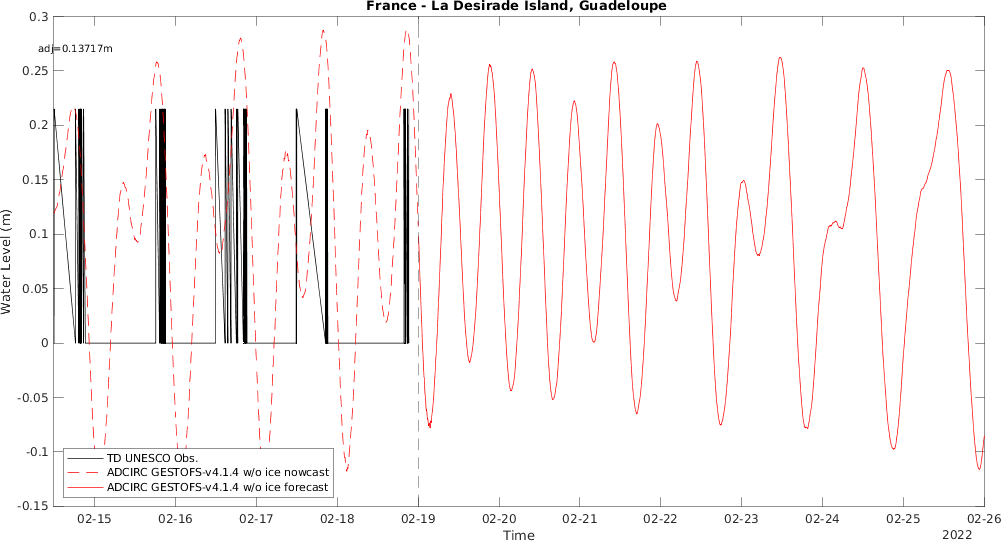 France - La Desirade Island, Guadeloupe
adj=0.13717m
0.3
0.25
0.2
0.15
0.1
0.05
0
-0.05
-0.1
-0.15
Water Level (m)
TD UNESCO Obs.
ADCIRC GESTOFS-v4.1.4 w/o ice nowcast
ADCIRC GESTOFS-v4.1.4 w/o ice forecast
02-15 02-16 02-17 02-18 02-19 02-20 02-21 02-22 02-23 02-24 02-25 02-26
Time
2022